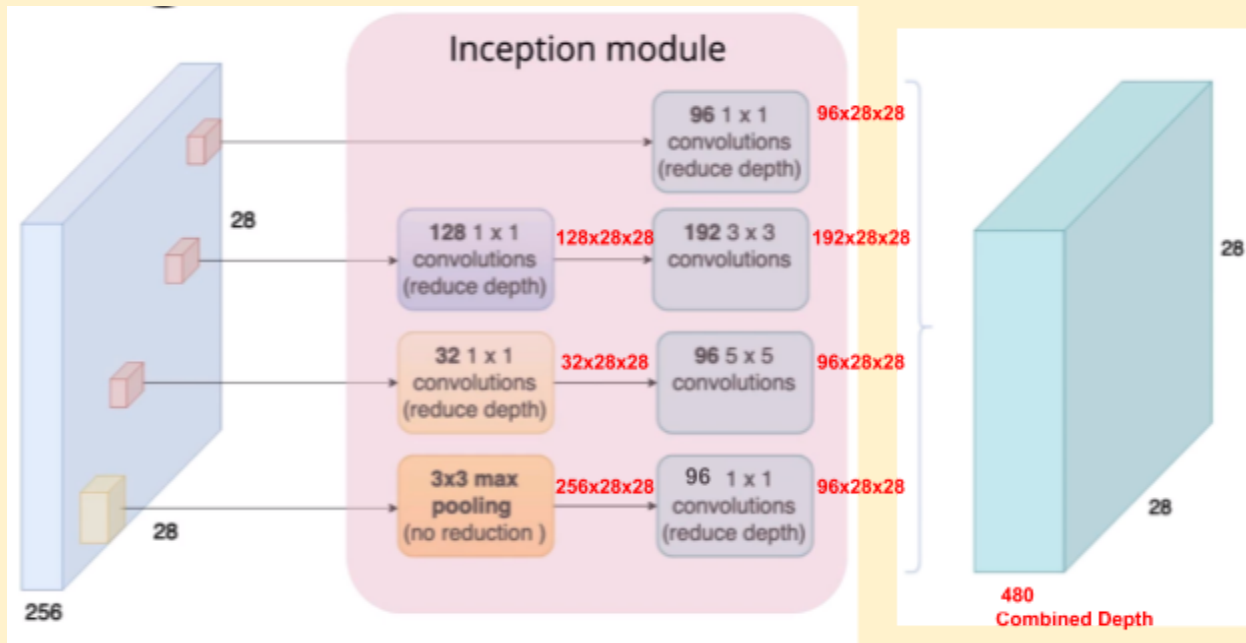 Inception module
96 1 x 1
convolutions
(reduce depth)
96x28x28
28
128 1 x 1
convolutions
(reduce depth)
128x28x28
192 3 x 3
convolutions
192x28x28
28
32 1 x 1
convolutions
(reduce depth)
32x28x28
96 5 x 5
convolutions
96x28x28
3x3 max
pooling
(no reduction )
256x28x28
96 1 x 1
convolutions
(reduce depth)
96x28x28
28
28
256
480
Combined Depth